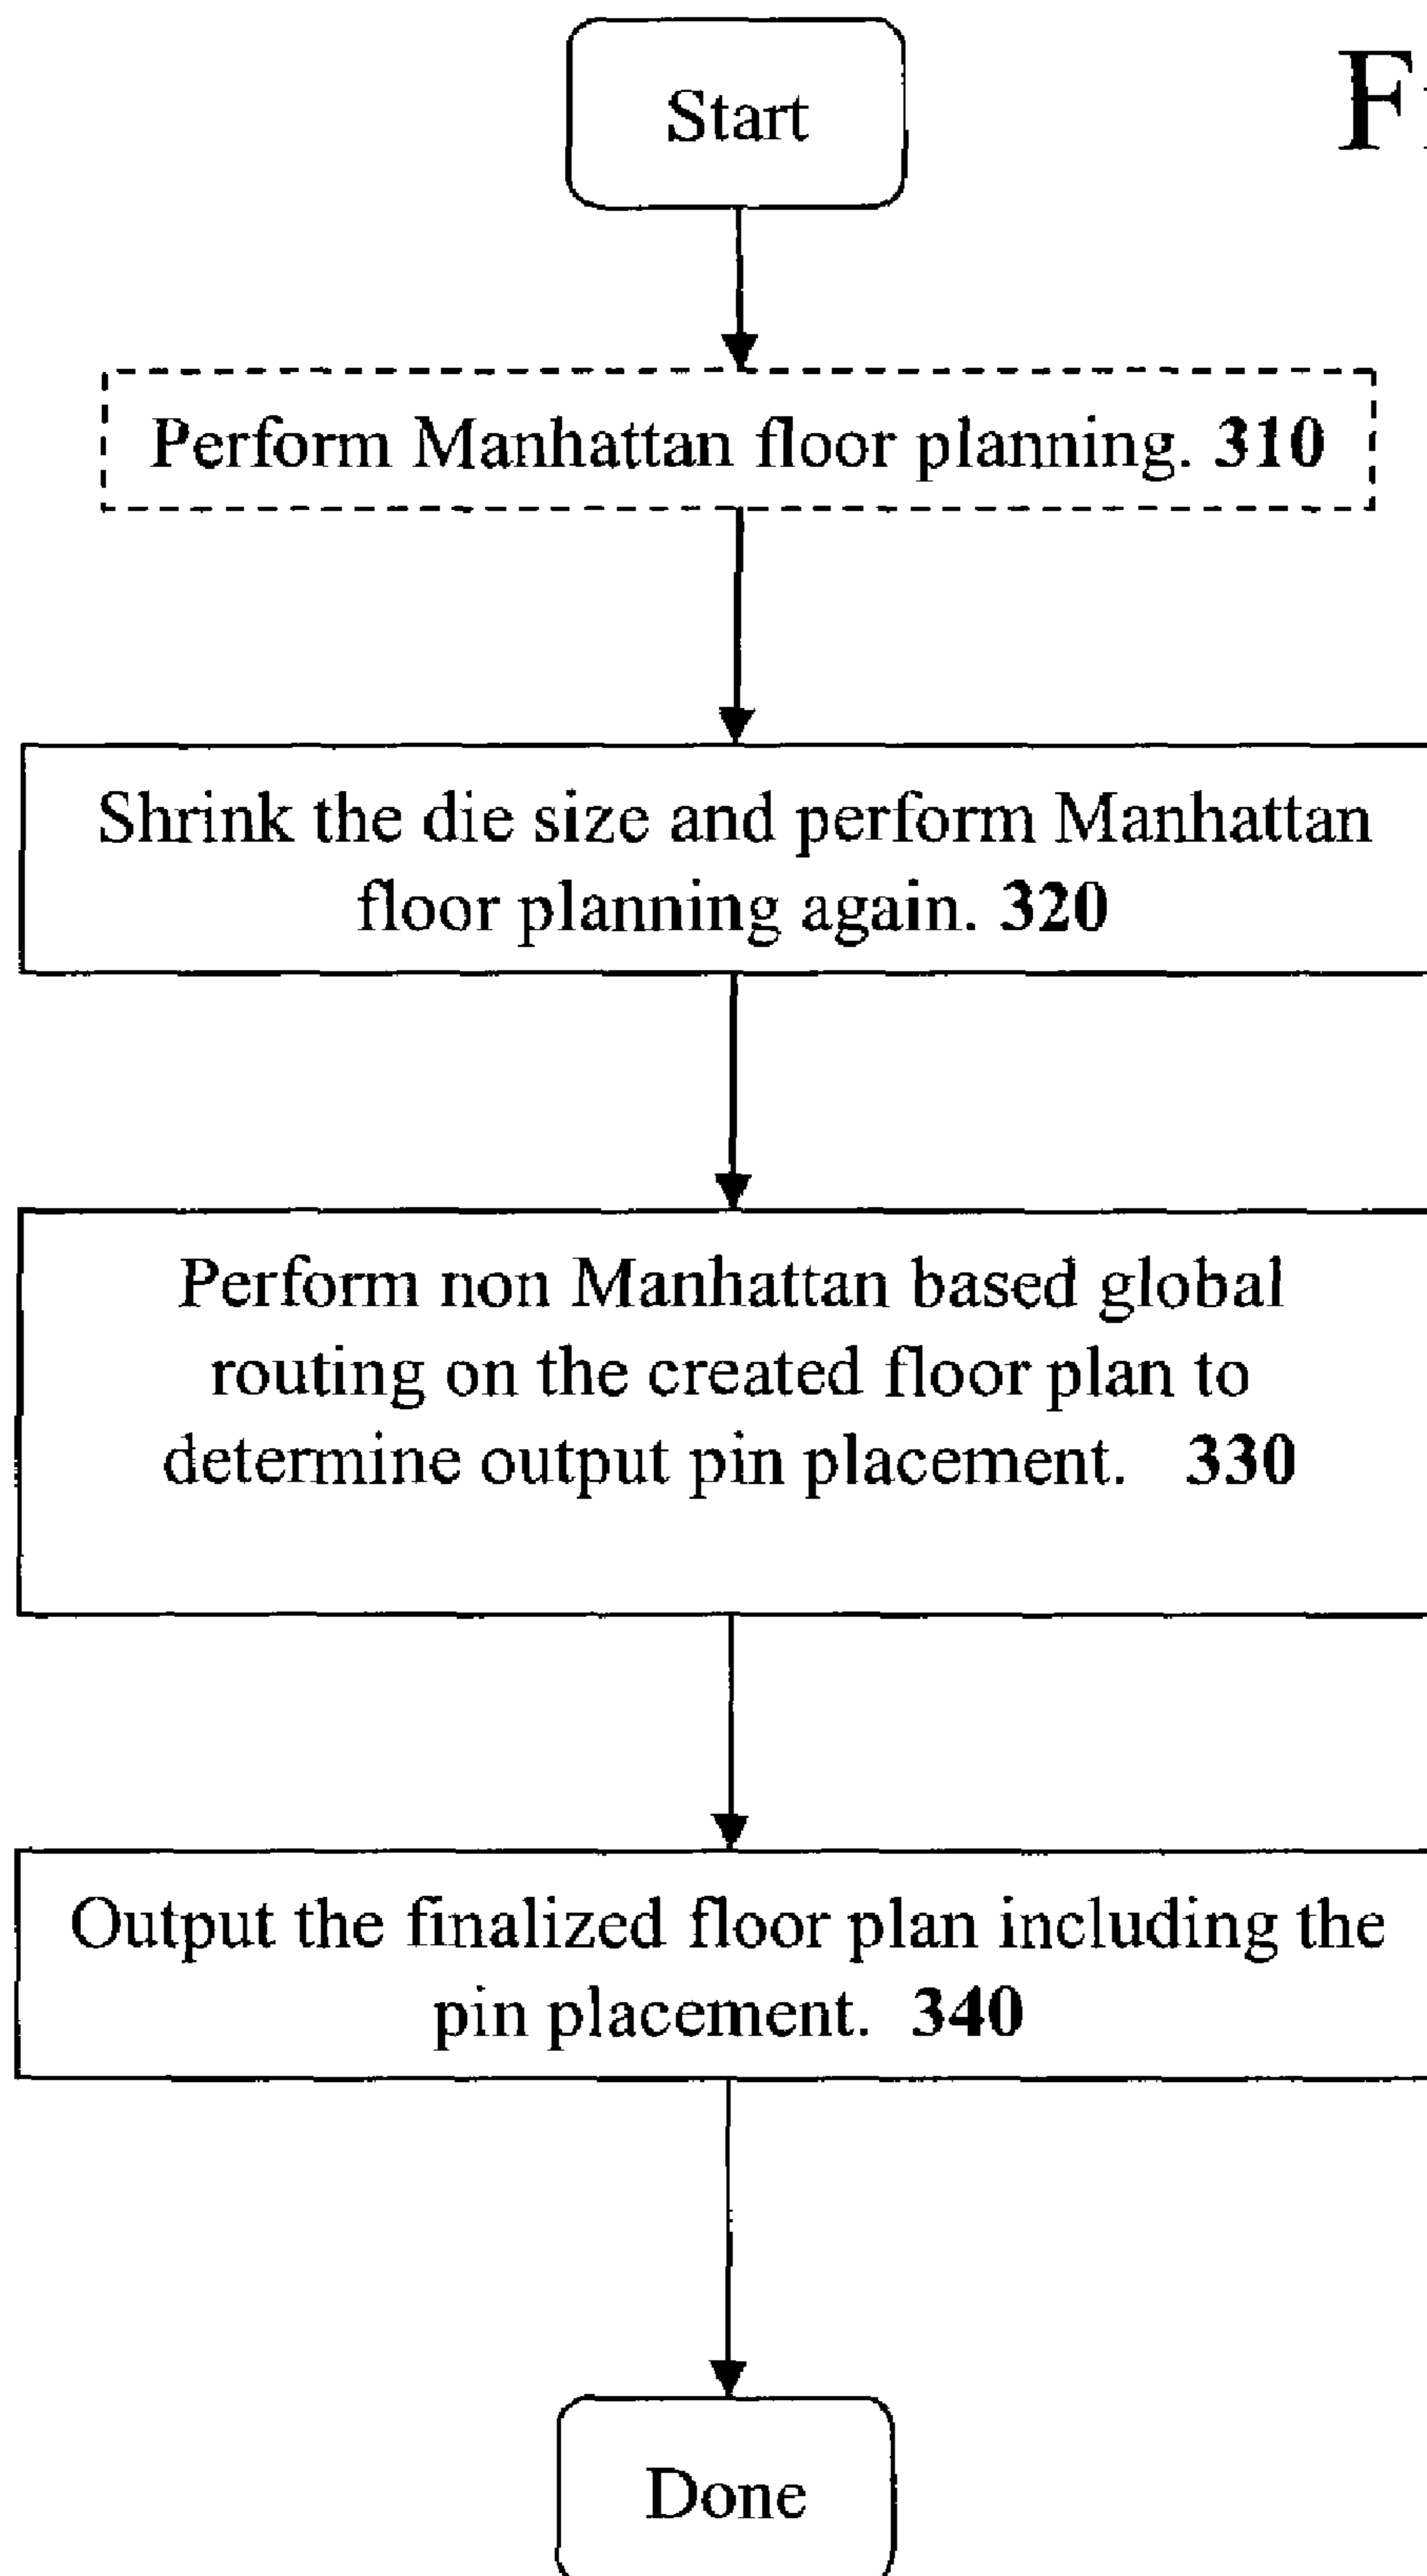 Start
Perform Manhattan floor planning. 310
Shrink the die size and perform Manhattan
floor planning again. 320
Perform non Manhattan based global
routing on the created floor plan to
determine output pin placement. 330
Output the finalized floor plan including the
pin placement. 340
Done